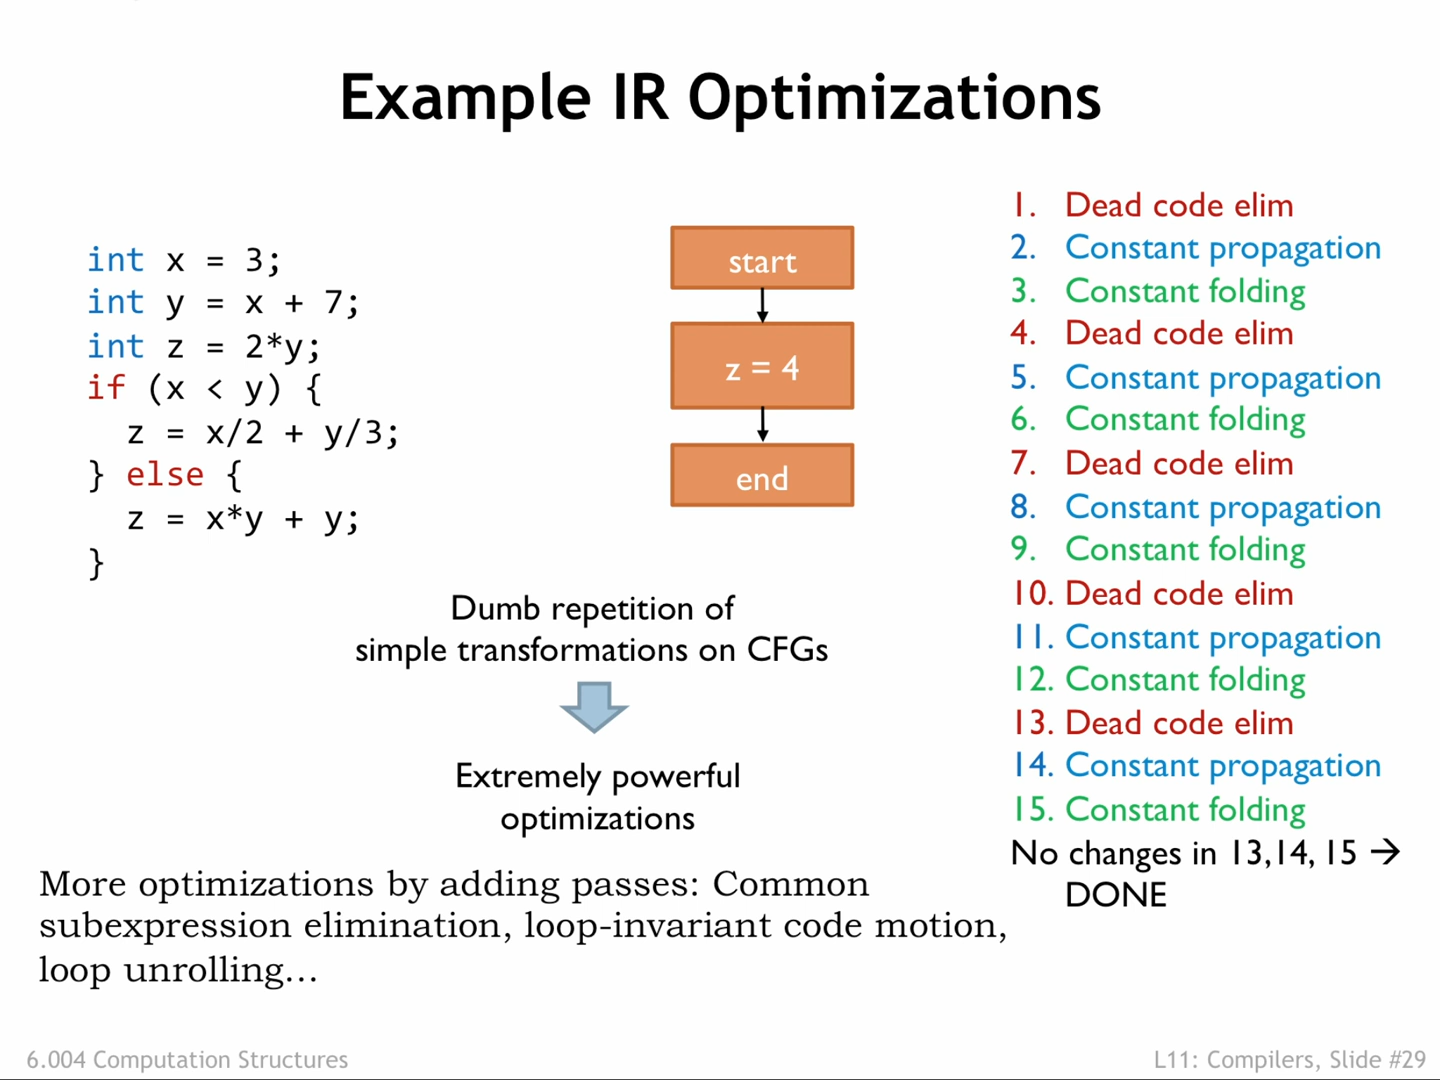 Example IR Optimizations
int x = 3;
int y = x + 7;
int z = 2*y;
if (x < y) {
  z = x/2 + y/3;
} else {
  z = x*y + y;
}
start
z = 4
end
Dumb repetition of
simple transformations on CFGs
Extremely powerful
optimizations
More optimizations by adding passes: Common
subexpression elimination, loop-invariant code motion,
loop unrolling…
1. Dead code elim
2. Constant propagation
3. Constant folding
4. Dead code elim
5. Constant propagation
6. Constant folding
7. Dead code elim
8. Constant propagation
9. Constant folding
10. Dead code elim
11. Constant propagation
12. Constant folding
13. Dead code elim
14. Constant propagation
15. Constant folding
No changes in 13,14, 15 →
DONE
6.004 Computation Structures
L11: Compilers, Slide #29